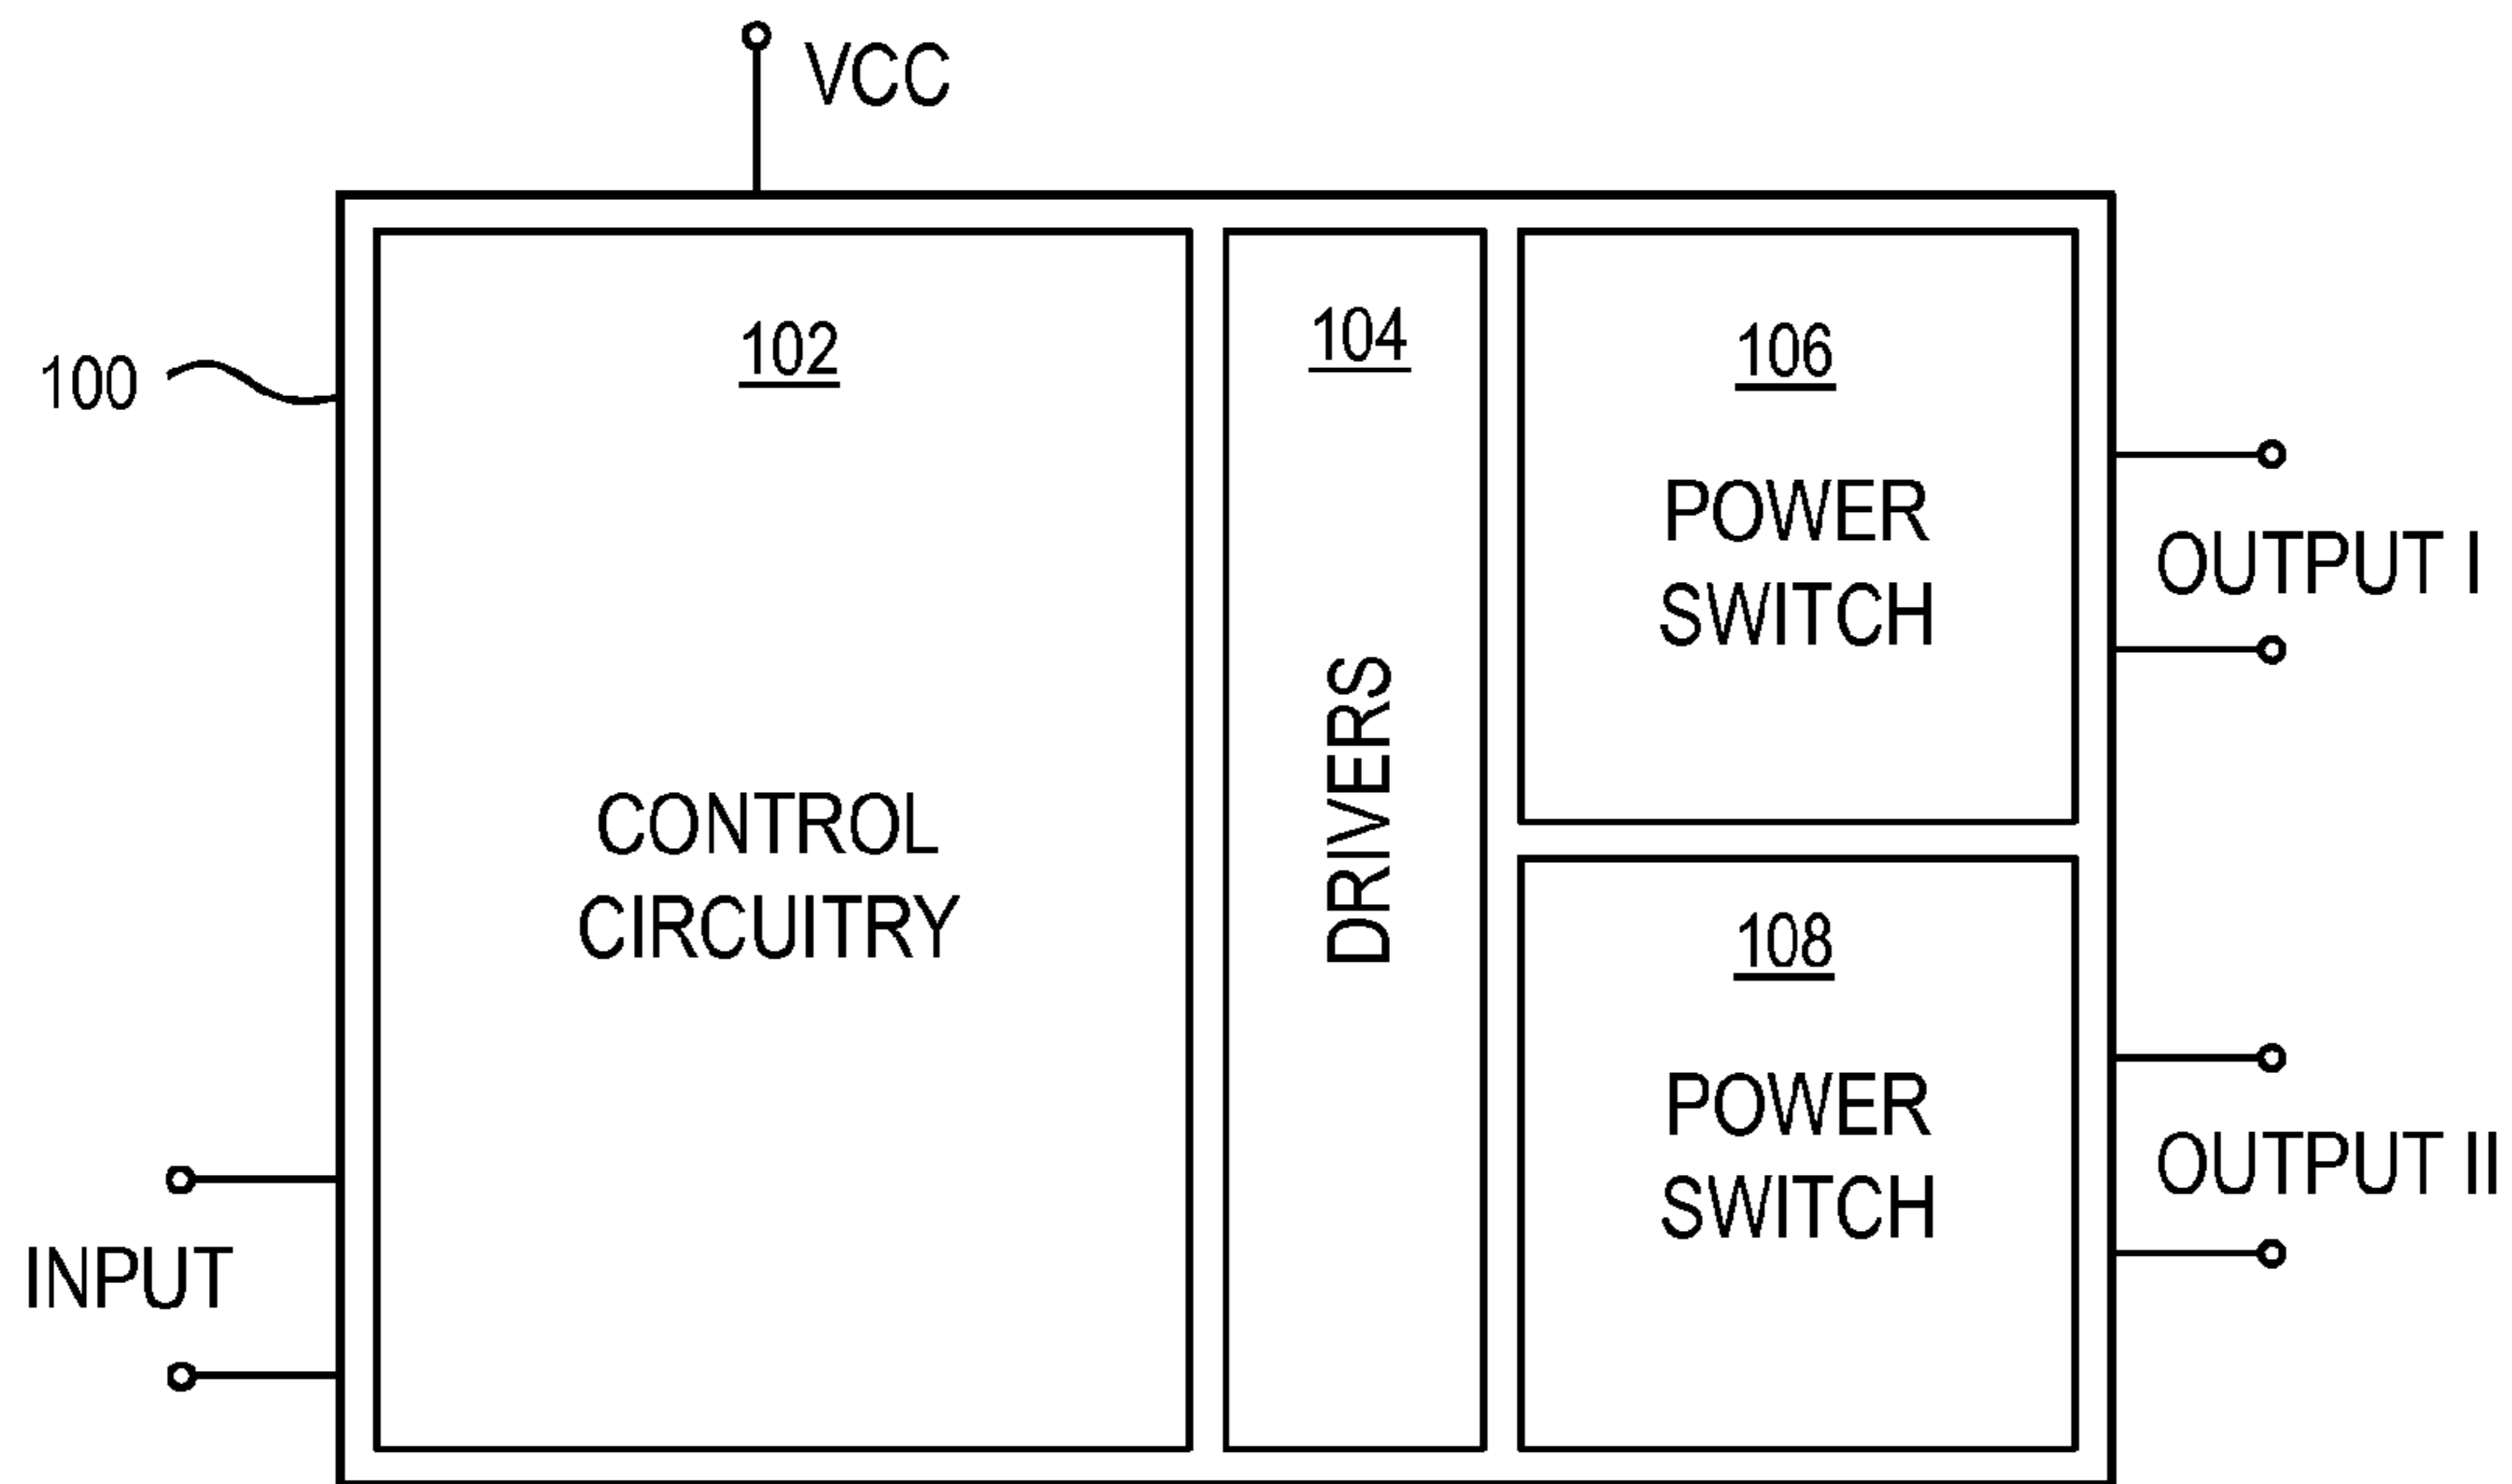 VCC
100
102
CONTROL
CIRCUITRY
104
DRIVERS
106
POWER
SWITCH
108
POWER
SWITCH
INPUT
OUTPUT I
OUTPUT II